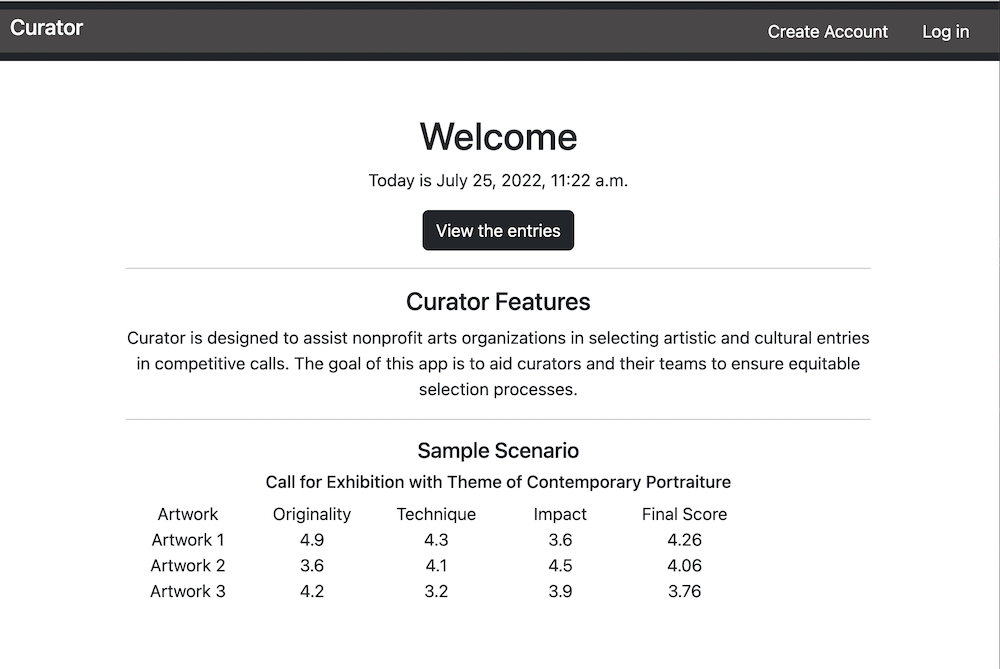 Curator
Create Account
Log in
Welcome
Today is July 25, 2022, 11:22 a.m.
View the entries
Curator Features
Curator is designed to assist nonprofit arts organizations in selecting artistic and cultural entries
in competitive calls. The goal of this app is to aid curators and their teams to ensure equitable
selection processes.
Sample Scenario
Call for Exhibition with Theme of Contemporary Portraiture
Artwork Originality Technique Impact Final Score
Artwork 1 4.9 4.3 3.6 4.26
Artwork 2 3.6 4.1 4.5 4.06
Artwork 3 4.2 3.2 3.9 3.76